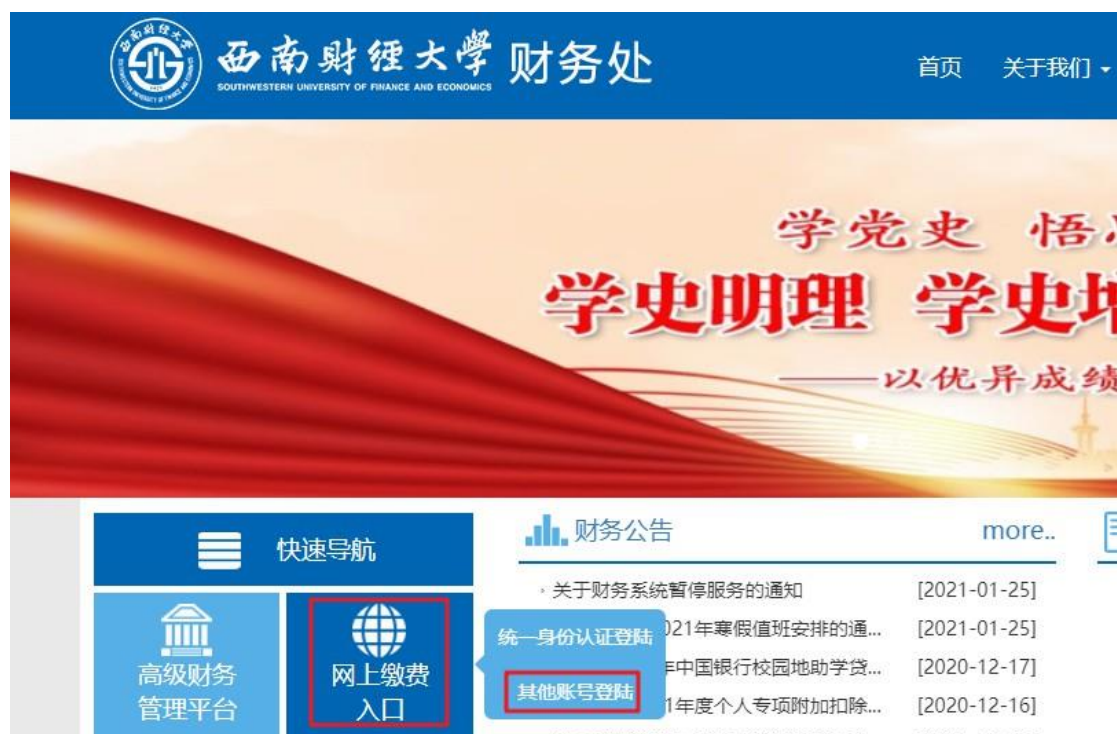 西南财经大學 财务处
SOUTHWESTERN UNIVERSITY OF FINANCE AND ECONOMICS
首页 关于我们
学党史 悟
学史明理 学史
——以优异成绩
快速导航
高级财务
管理平台
网上缴费
入口
统一身份认证登陆
其他账号登陆
财务公告 more..
关于财务系统暂停服务的通知 [2021-01-25]
021年寒假值班安排的通... [2021-01-25]
年中国银行校园地助学贷... [2020-12-17]
1年度个人专项附加扣除... [2020-12-16]